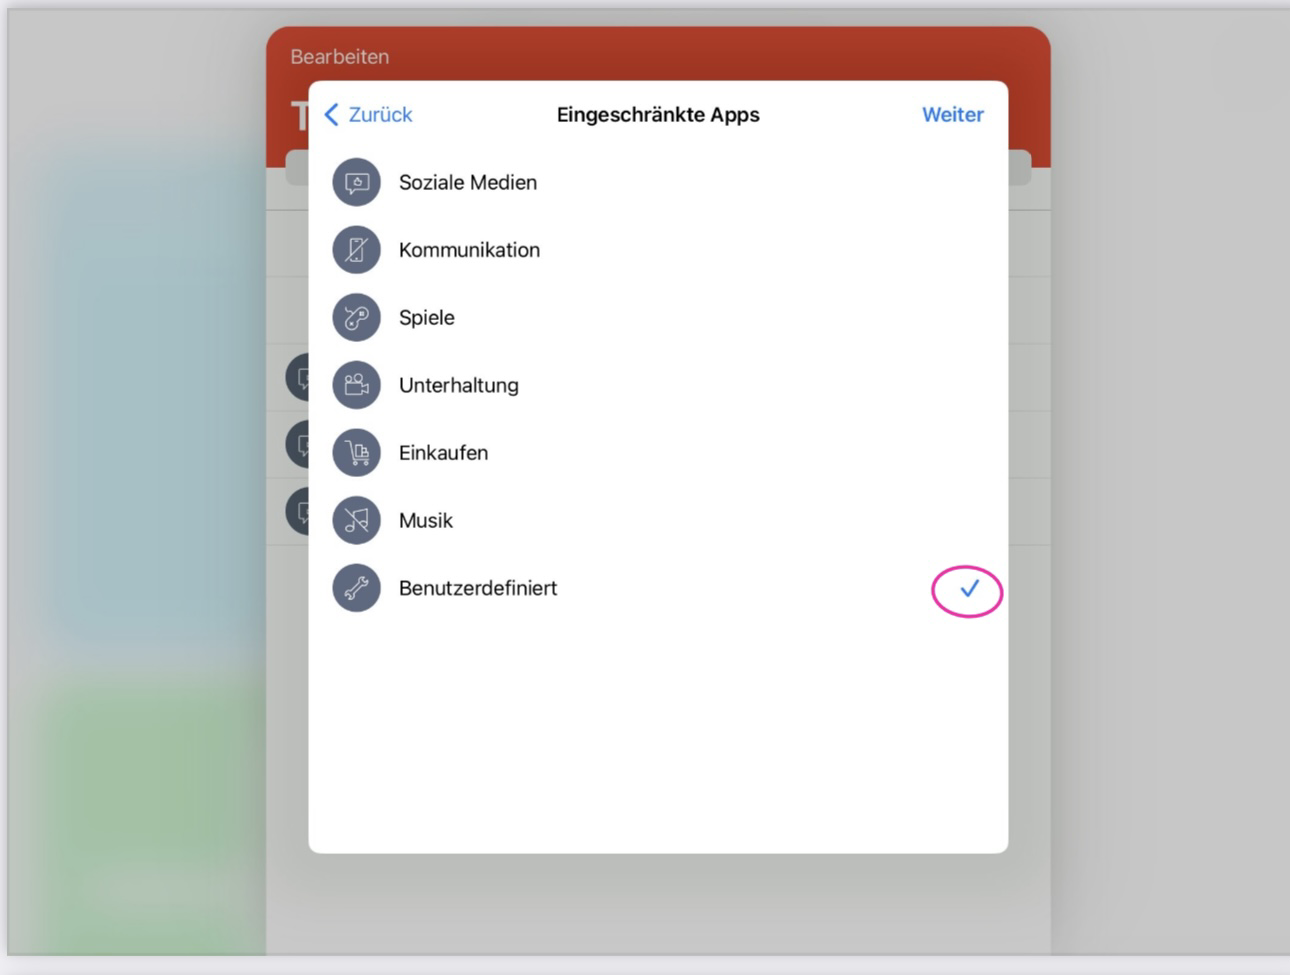 Bearbeiten
T
Zurück
Eingeschränkte Apps
Weiter
Soziale Medien
Kommunikation
Spiele
Unterhaltung
Einkaufen
Musik
Benutzerdefiniert